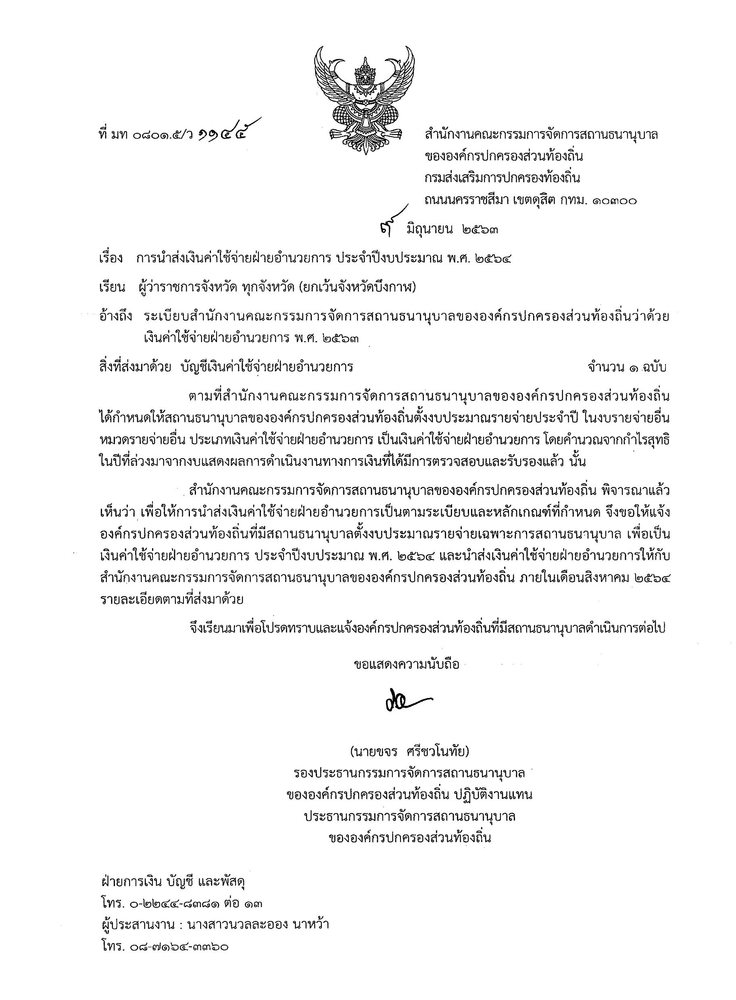 ที่ มท ๐๘๐๑.๕/ว ๑๑๔๕
สำนักงานคณะกรรมการจัดการสถานธนานุบาล
ขององค์กรปกครองส่วนท้องถิ่น
กรมส่งเสริมการปกครองท้องถิ่น
ถนนนครราชสีมา เขตดุสิต กทม. ๑๐๓๐๐
มิถุนายน ๒๕๖๓
เรื่อง การนำส่งเงินค่าใช้จ่ายฝ่ายอำนวยการ ประจำปีงบประมาณ พ.ศ. ๒๕๖๔
เรียน ผู้ว่าราชการจังหวัด ทุกจังหวัด (ยกเว้นจังหวัดบึงกาฬ)
อ้างถึง ระเบียบสำนักงานคณะกรรมการจัดการสถานธนานุบาลขององค์กรปกครองส่วนท้องถิ่นว่าด้วย
เงินค่าใช้จ่ายฝ่ายอำนวยการ พ.ศ. ๒๕๖๓
สิ่งที่ส่งมาด้วย บัญชีเงินค่าใช้จ่ายฝ่ายอำนวยการ จำนวน ๑ ฉบับ
ตามที่สำนักงานคณะกรรมการจัดการสถานธนานุบาลขององค์กรปกครองส่วนท้องถิ่น
ได้กำหนดให้สถานธนานุบาลขององค์กรปกครองส่วนท้องถิ่นตั้งงบประมาณรายจ่ายประจำปี ในงบรายจ่ายอื่น
หมวดรายจ่ายอื่น ประเภทเงินค่าใช้จ่ายฝ่ายอำนวยการ เป็นเงินค่าใช้จ่ายฝ่ายอำนวยการ โดยคำนวณจากกำไรสุทธิ
ในปีที่ล่วงมาจากงบแสดงผลการดำเนินงานทางการเงินที่ได้มีการตรวจสอบและรับรองแล้ว นั้น
สำนักงานคณะกรรมการจัดการสถานธนานุบาลขององค์กรปกครองส่วนท้องถิ่น พิจารณาแล้ว
เห็นว่า เพื่อให้การนำส่งเงินค่าใช้จ่ายฝ่ายอำนวยการเป็นตามระเบียบและหลักเกณฑ์ที่กำหนด จึงขอให้แจ้ง
องค์กรปกครองส่วนท้องถิ่นที่มีสถานธนานุบาลตั้งงบประมาณรายจ่ายเฉพาะการสถานธนานุบาล เพื่อเป็น
เงินค่าใช้จ่ายฝ่ายอำนวยการ ประจำปีงบประมาณ พ.ศ. ๒๕๖๔ และนำส่งเงินค่าใช้จ่ายฝ่ายอำนวยการให้กับ
สำนักงานคณะกรรมการจัดการสถานธนานุบาลขององค์กรปกครองส่วนท้องถิ่น ภายในเดือนสิงหาคม ๒๕๖๔
รายละเอียดตามที่ส่งมาด้วย
จึงเรียนมาเพื่อโปรดทราบและแจ้งองค์กรปกครองส่วนท้องถิ่นที่มีสถานธนานุบาลดำเนินการต่อไป
ขอแสดงความนับถือ
(นายขจร ศรีชวโนทัย)
รองประธานกรรมการจัดการสถานธนานุบาล
ขององค์กรปกครองส่วนท้องถิ่น ปฏิบัติงานแทน
ประธานกรรมการจัดการสถานธนานุบาล
ขององค์กรปกครองส่วนท้องถิ่น
ฝ่ายการเงิน บัญชี และพัสดุ
โทร. ๐-๒๒๔๔-๘๓๘๑ ต่อ ๑๓
ผู้ประสานงาน : นางสาวนวลละออง นาหว้า
โทร. ๐๘-๗๑๖๔-๓๓๖๐